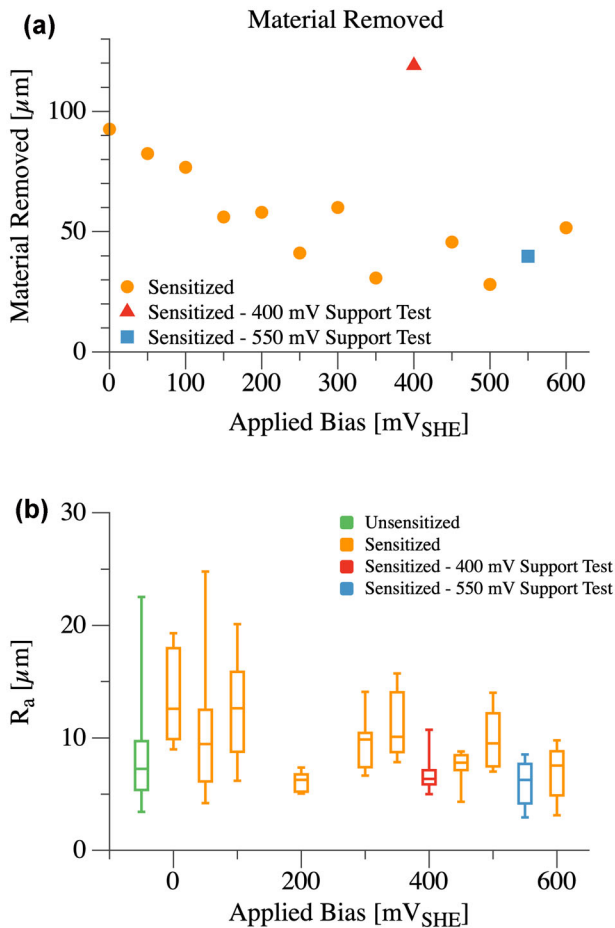 (a)
Material Removed
Material Removed [μm]
100
50
0
Sensitized
Sensitized - 400 mV Support Test
Sensitized - 550 mV Support Test
0 100 200 300 400 500 600
Applied Bias [mV_SHE]
(b)
R_a [μm]
30
20
10
0
Unsensitized
Sensitized
Sensitized - 400 mV Support Test
Sensitized - 550 mV Support Test
0 200 400 600
Applied Bias [mV_SHE]